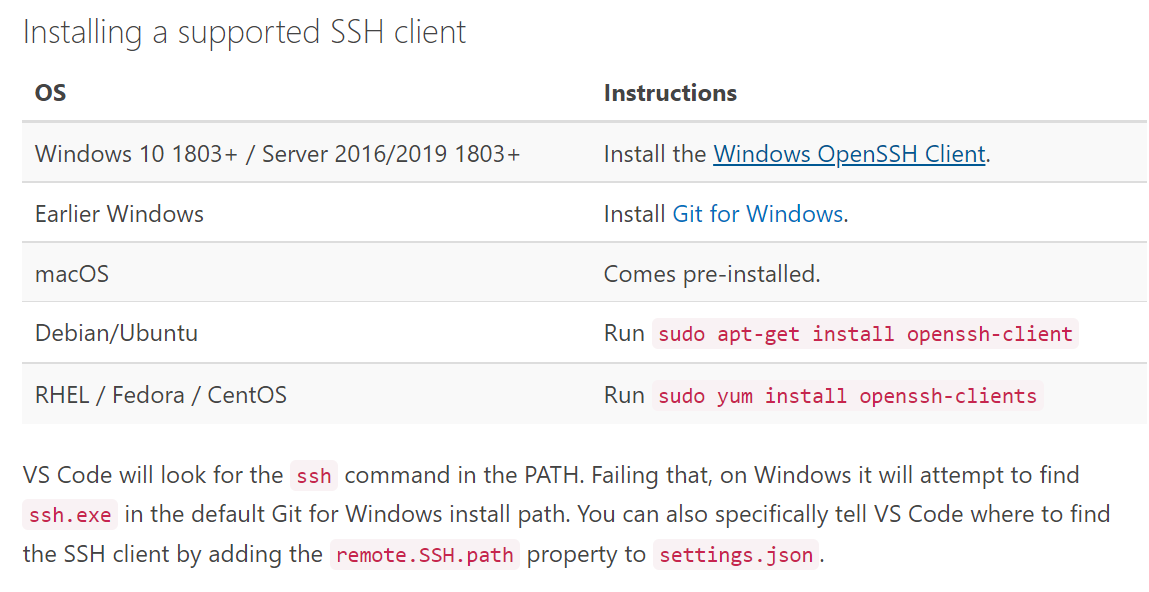 Installing a supported SSH client
OS Instructions
Windows 10 1803+ / Server 2016/2019 1803+ Install the Windows OpenSSH Client.
Earlier Windows Install Git for Windows.
macOS Comes pre-installed.
Debian/Ubuntu Run sudo apt-get install openssh-client
RHEL / Fedora / CentOS Run sudo yum install openssh-clients
VS Code will look for the ssh command in the PATH. Failing that, on Windows it will attempt to find
ssh.exe in the default Git for Windows install path. You can also specifically tell VS Code where to find
the SSH client by adding the remote.SSH.path property to settings.json.